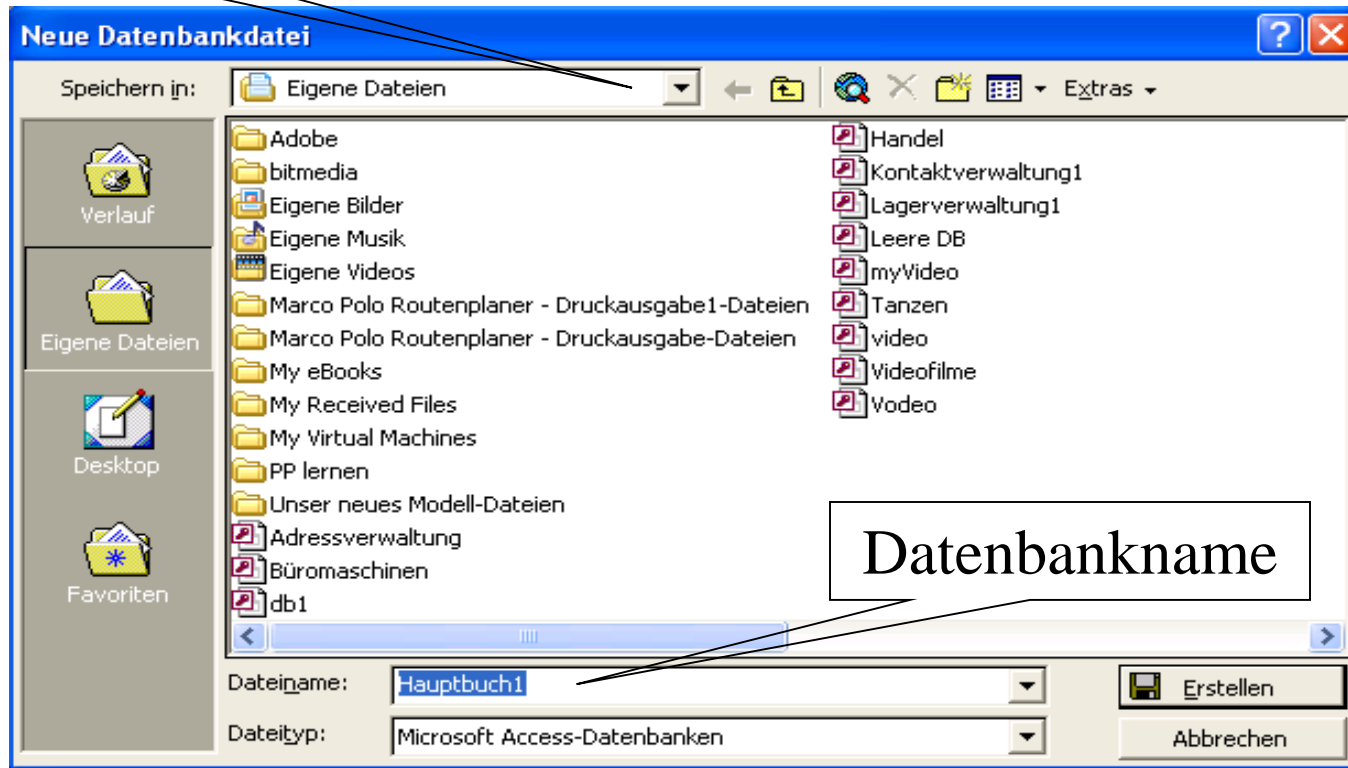 Neue Datenbankdatei
Speichern in:
Eigene Dateien
Extras
Verlauf
Eigene Dateien
Desktop
Favoriten
Adobe
bitmedia
Eigene Bilder
Eigene Musik
Eigene Videos
Marco Polo Routenplaner - Druckausgabe1-Dateien
Marco Polo Routenplaner - Druckausgabe-Dateien
My eBooks
My Received Files
My Virtual Machines
PP lernen
Unser neues Modell-Dateien
Adressverwaltung
Büromaschinen
db1
Handel
Kontaktverwaltung1
Lagerverwaltung1
Leere DB
myVideo
Tanzen
video
Videofilme
Vodeo
Datenbankname
Dateiname:
Hauptbuch1
Erstellen
Dateityp:
Microsoft Access-Datenbanken
Abbrechen